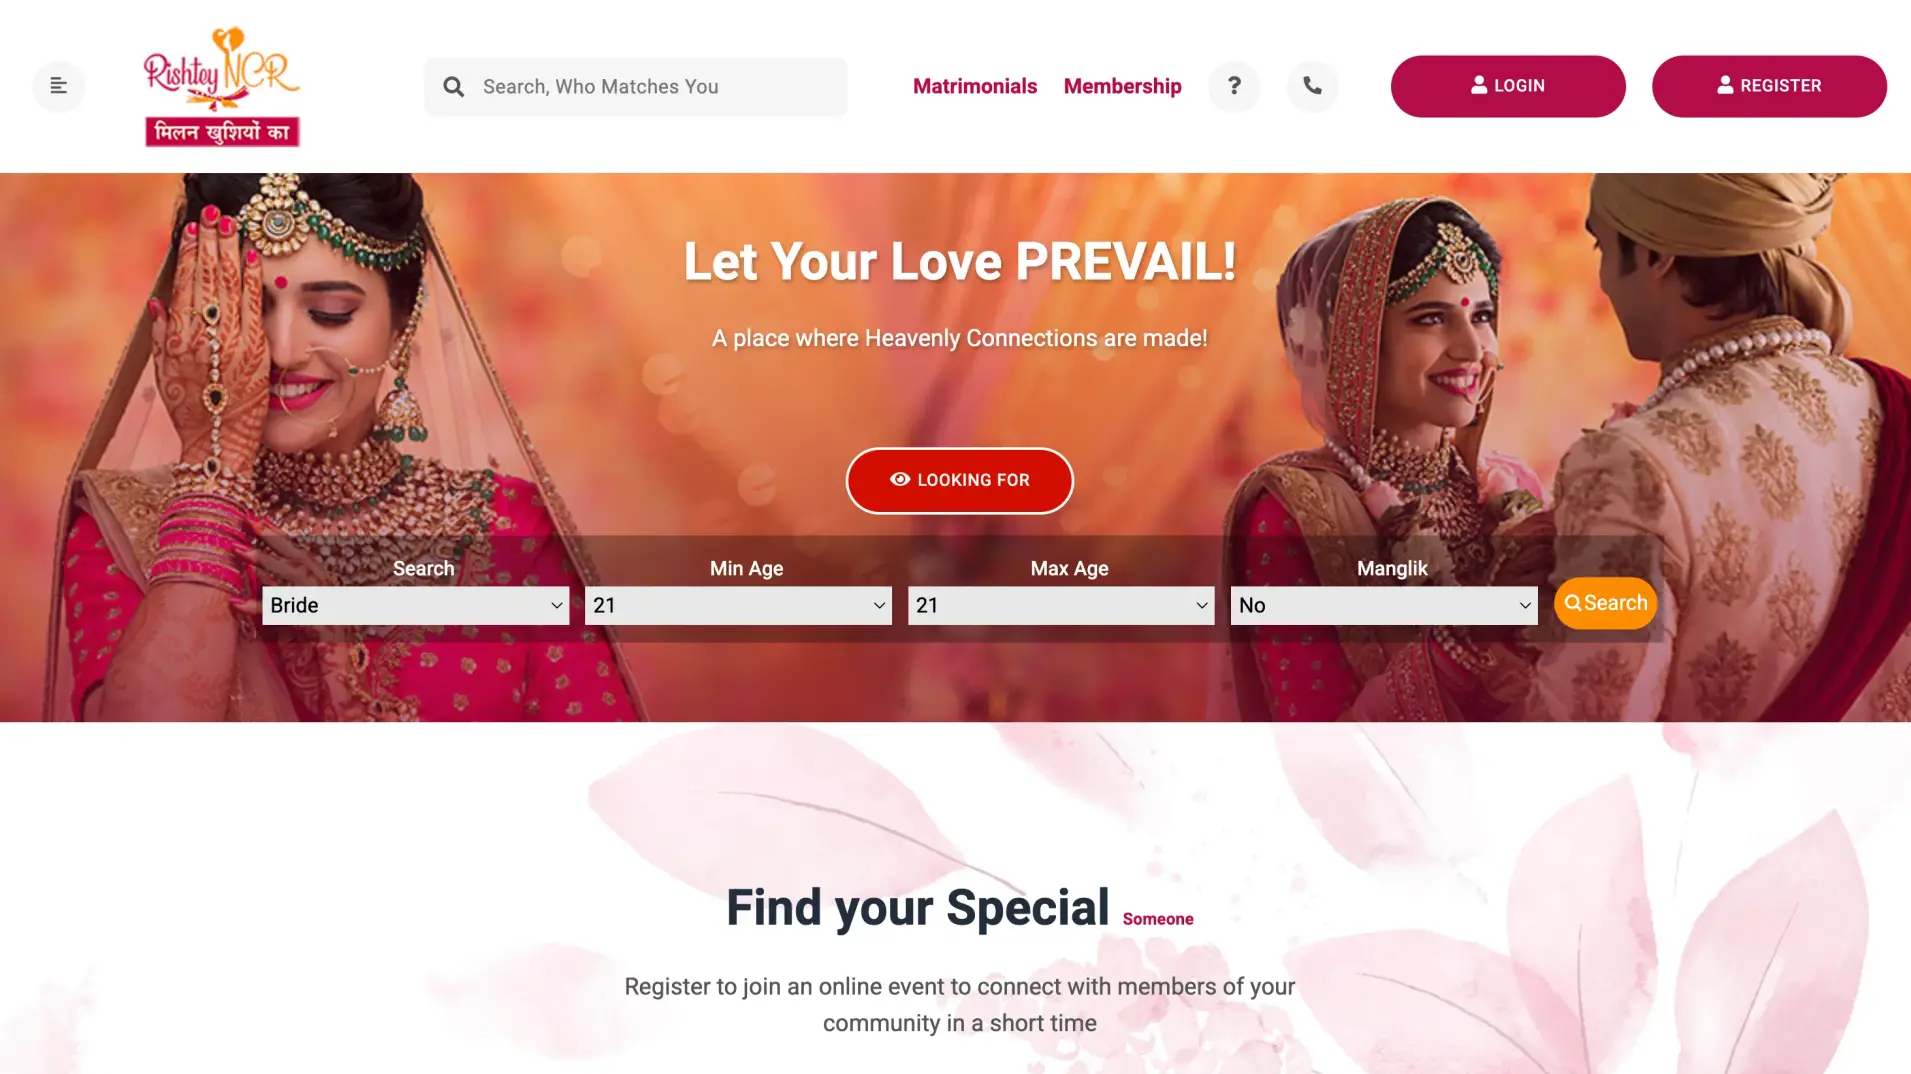 Rishtey NCR
मिलन खुशियों का
Search, Who Matches You
Matrimonials
Membership
?
LOGIN
REGISTER
Let Your Love PREVAIL!
A place where Heavenly Connections are made!
LOOKING FOR
Search
Min Age
Max Age
Manglik
Bride
21
21
No
Search
Find your Special Someone
Register to join an online event to connect with members of your
community in a short time